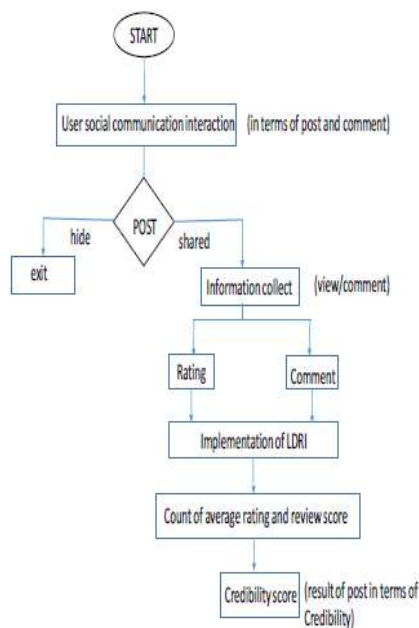 START
User social communication interaction (in terms of post and comment)
POST
hide
shared
exit
Information collect (view/comment)
Rating
Comment
Implementation of LDRI
Count of average rating and review score
Credibility score (result of post in terms of
Credibility)